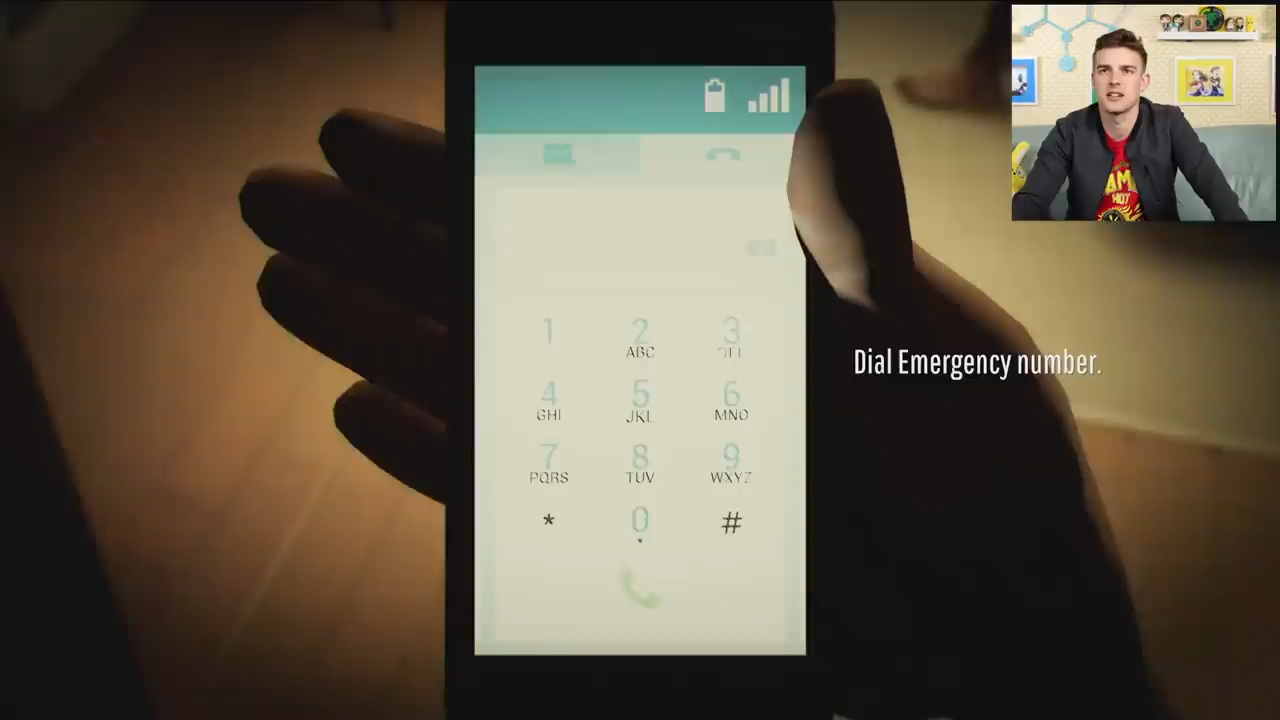 1 2 3
ABC
4 5 6
GHI JKL MNO
7 8 9
PQRS TUV WXYZ
* 0 #
Dial Emergency number.
HOT